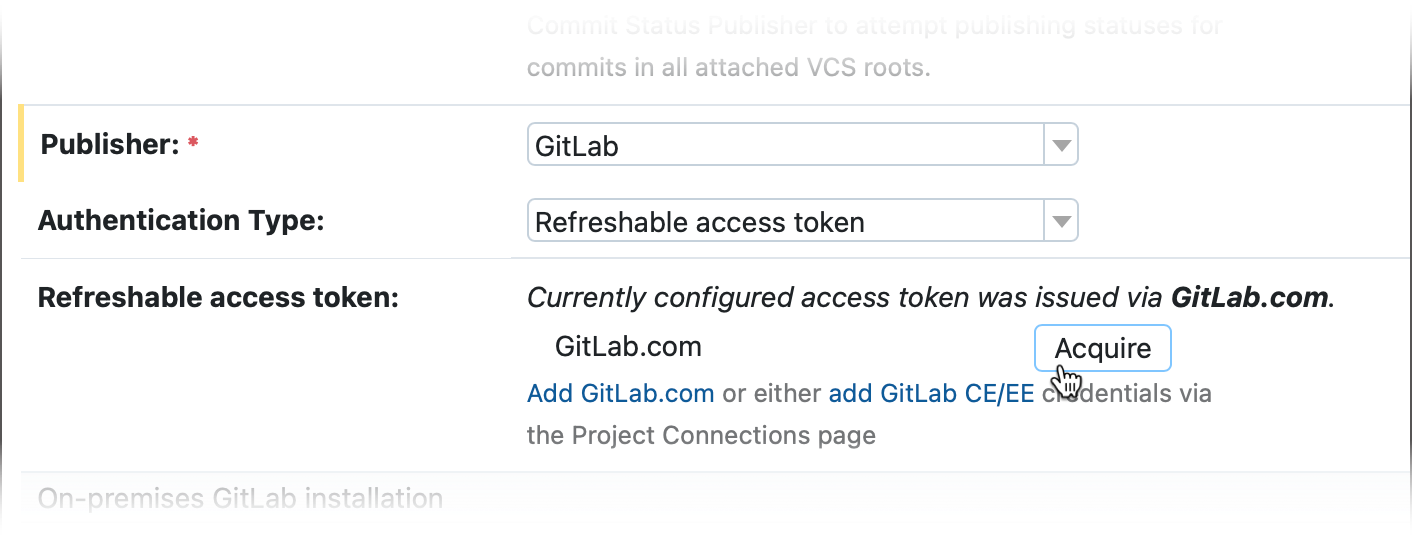 Commit Status Publisher to attempt publishing statuses for
commits in all attached VCS roots.
Publisher: *
GitLab
Authentication Type:
Refreshable access token
Refreshable access token:
Currently configured access token was issued via GitLab.com.
GitLab.com
Acquire
Add GitLab.com or either add GitLab CE/EE credentials via
the Project Connections page
On-premises GitLab installation